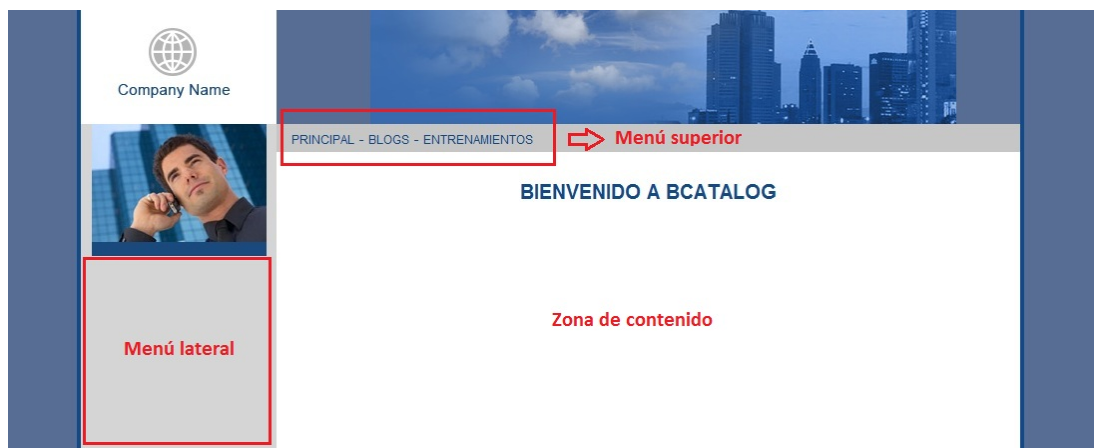 Company Name
PRINCIPAL - BLOGS - ENTRENAMIENTOS
Menú superior
BIENVENIDO A BCATALOG
Zona de contenido
Menú lateral